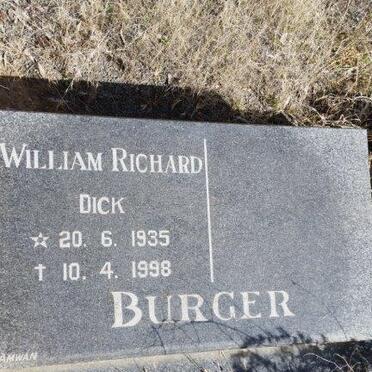 WILLIAM RICHARD
DICK
☆ 20. 6. 1935
† 10. 4. 1998
BURGER